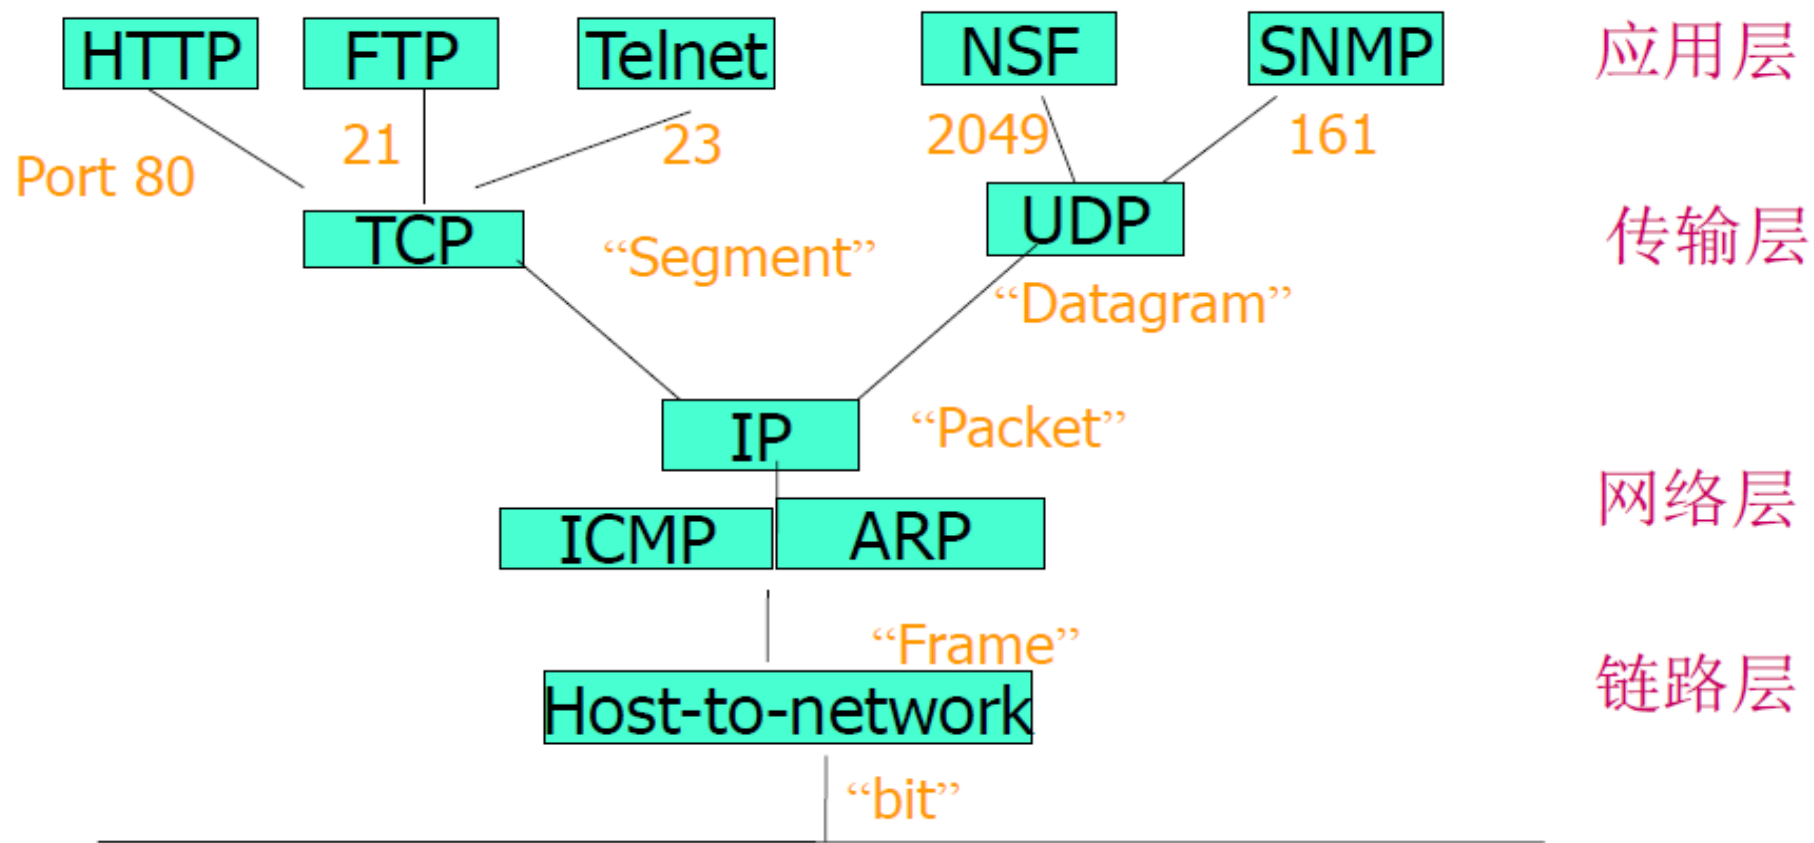 HTTP FTP Telnet NSF SNMP 应用层
Port 80 21 23 2049 161
TCP “Segment” UDP 传输层
“Datagram”
IP “Packet”
ICMP ARP 网络层
“Frame”
Host-to-network 链路层
“bit”